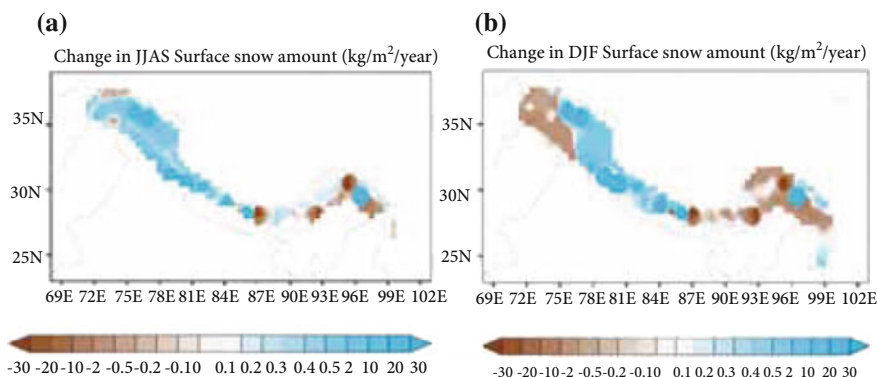 (a)
Change in JJAS Surface snow amount (kg/m²/year)
35N
30N
25N
69E 72E 75E 78E 81E 84E 87E 90E 93E 96E 99E 102E
-30 -20 -10 -2 -0.5 -0.2 -0.10 0.1 0.2 0.3 0.4 0.5 2 10 20 30
(b)
Change in DJF Surface snow amount (kg/m²/year)
35N
30N
25N
69E 72E 75E 78E 81E 84E 87E 90E 93E 96E 99E 102E
-30 -20 -10 -2 -0.5 -0.2 -0.10 0.1 0.2 0.3 0.4 0.5 2 10 20 30